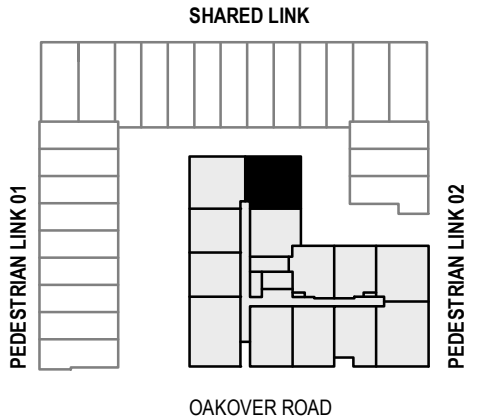 SHARED LINK
PEDESTRIAN LINK 01
PEDESTRIAN LINK 02
OAKOVER ROAD